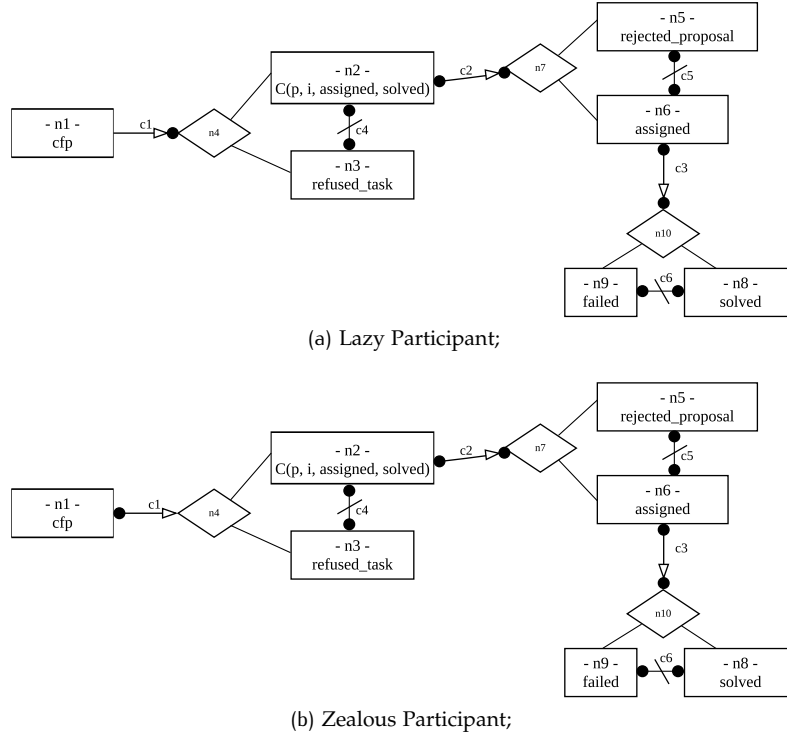 - n5 -
rejected_proposal
- n2 -
C(p, i, assigned, solved)
c2
n7
c5
- n1 -
cfp
c1
n4
c4
- n6 -
assigned
- n3 -
refused_task
c3
n10
- n9 -
failed
c6
- n8 -
solved
(a) Lazy Participant;
- n5 -
rejected_proposal
- n2 -
C(p, i, assigned, solved)
c2
n7
c5
- n1 -
cfp
c1
n4
c4
- n6 -
assigned
- n3 -
refused_task
c3
n10
- n9 -
failed
c6
- n8 -
solved
(b) Zealous Participant;